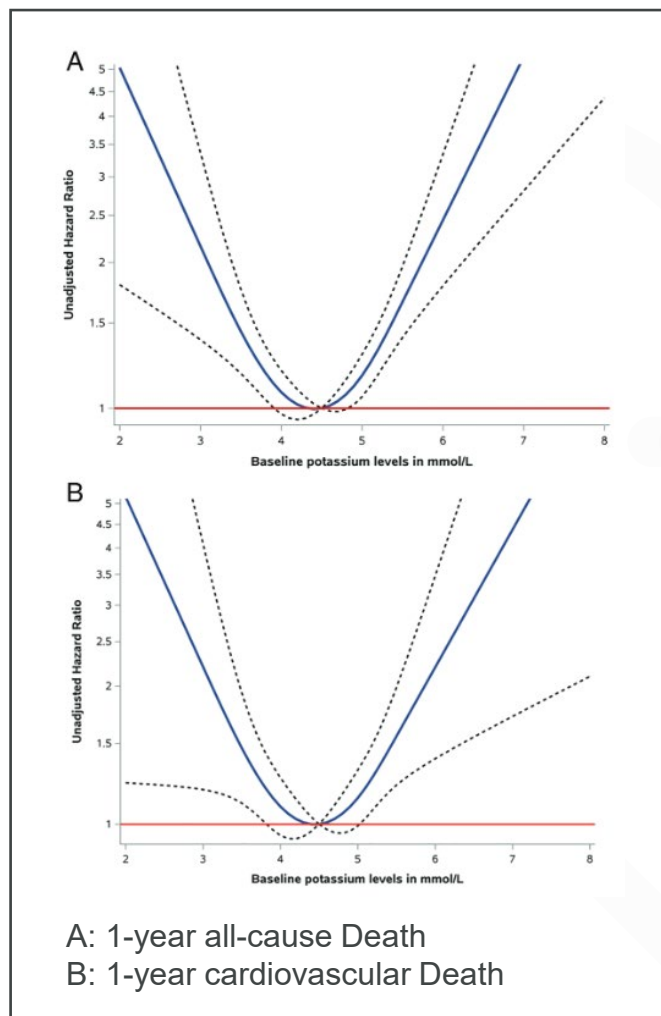 A
5
4.5
4
3.5
3
2.5
2
1.5
1
Unadjusted Hazard Ratio
2 3 4 5 6 7 8
Baseline potassium levels in mmol/L
B
5
4.5
4
3.5
3
2.5
2
1.5
1
Unadjusted Hazard Ratio
2 3 4 5 6 7 8
Baseline potassium levels in mmol/L
A: 1-year all-cause Death
B: 1-year cardiovascular Death